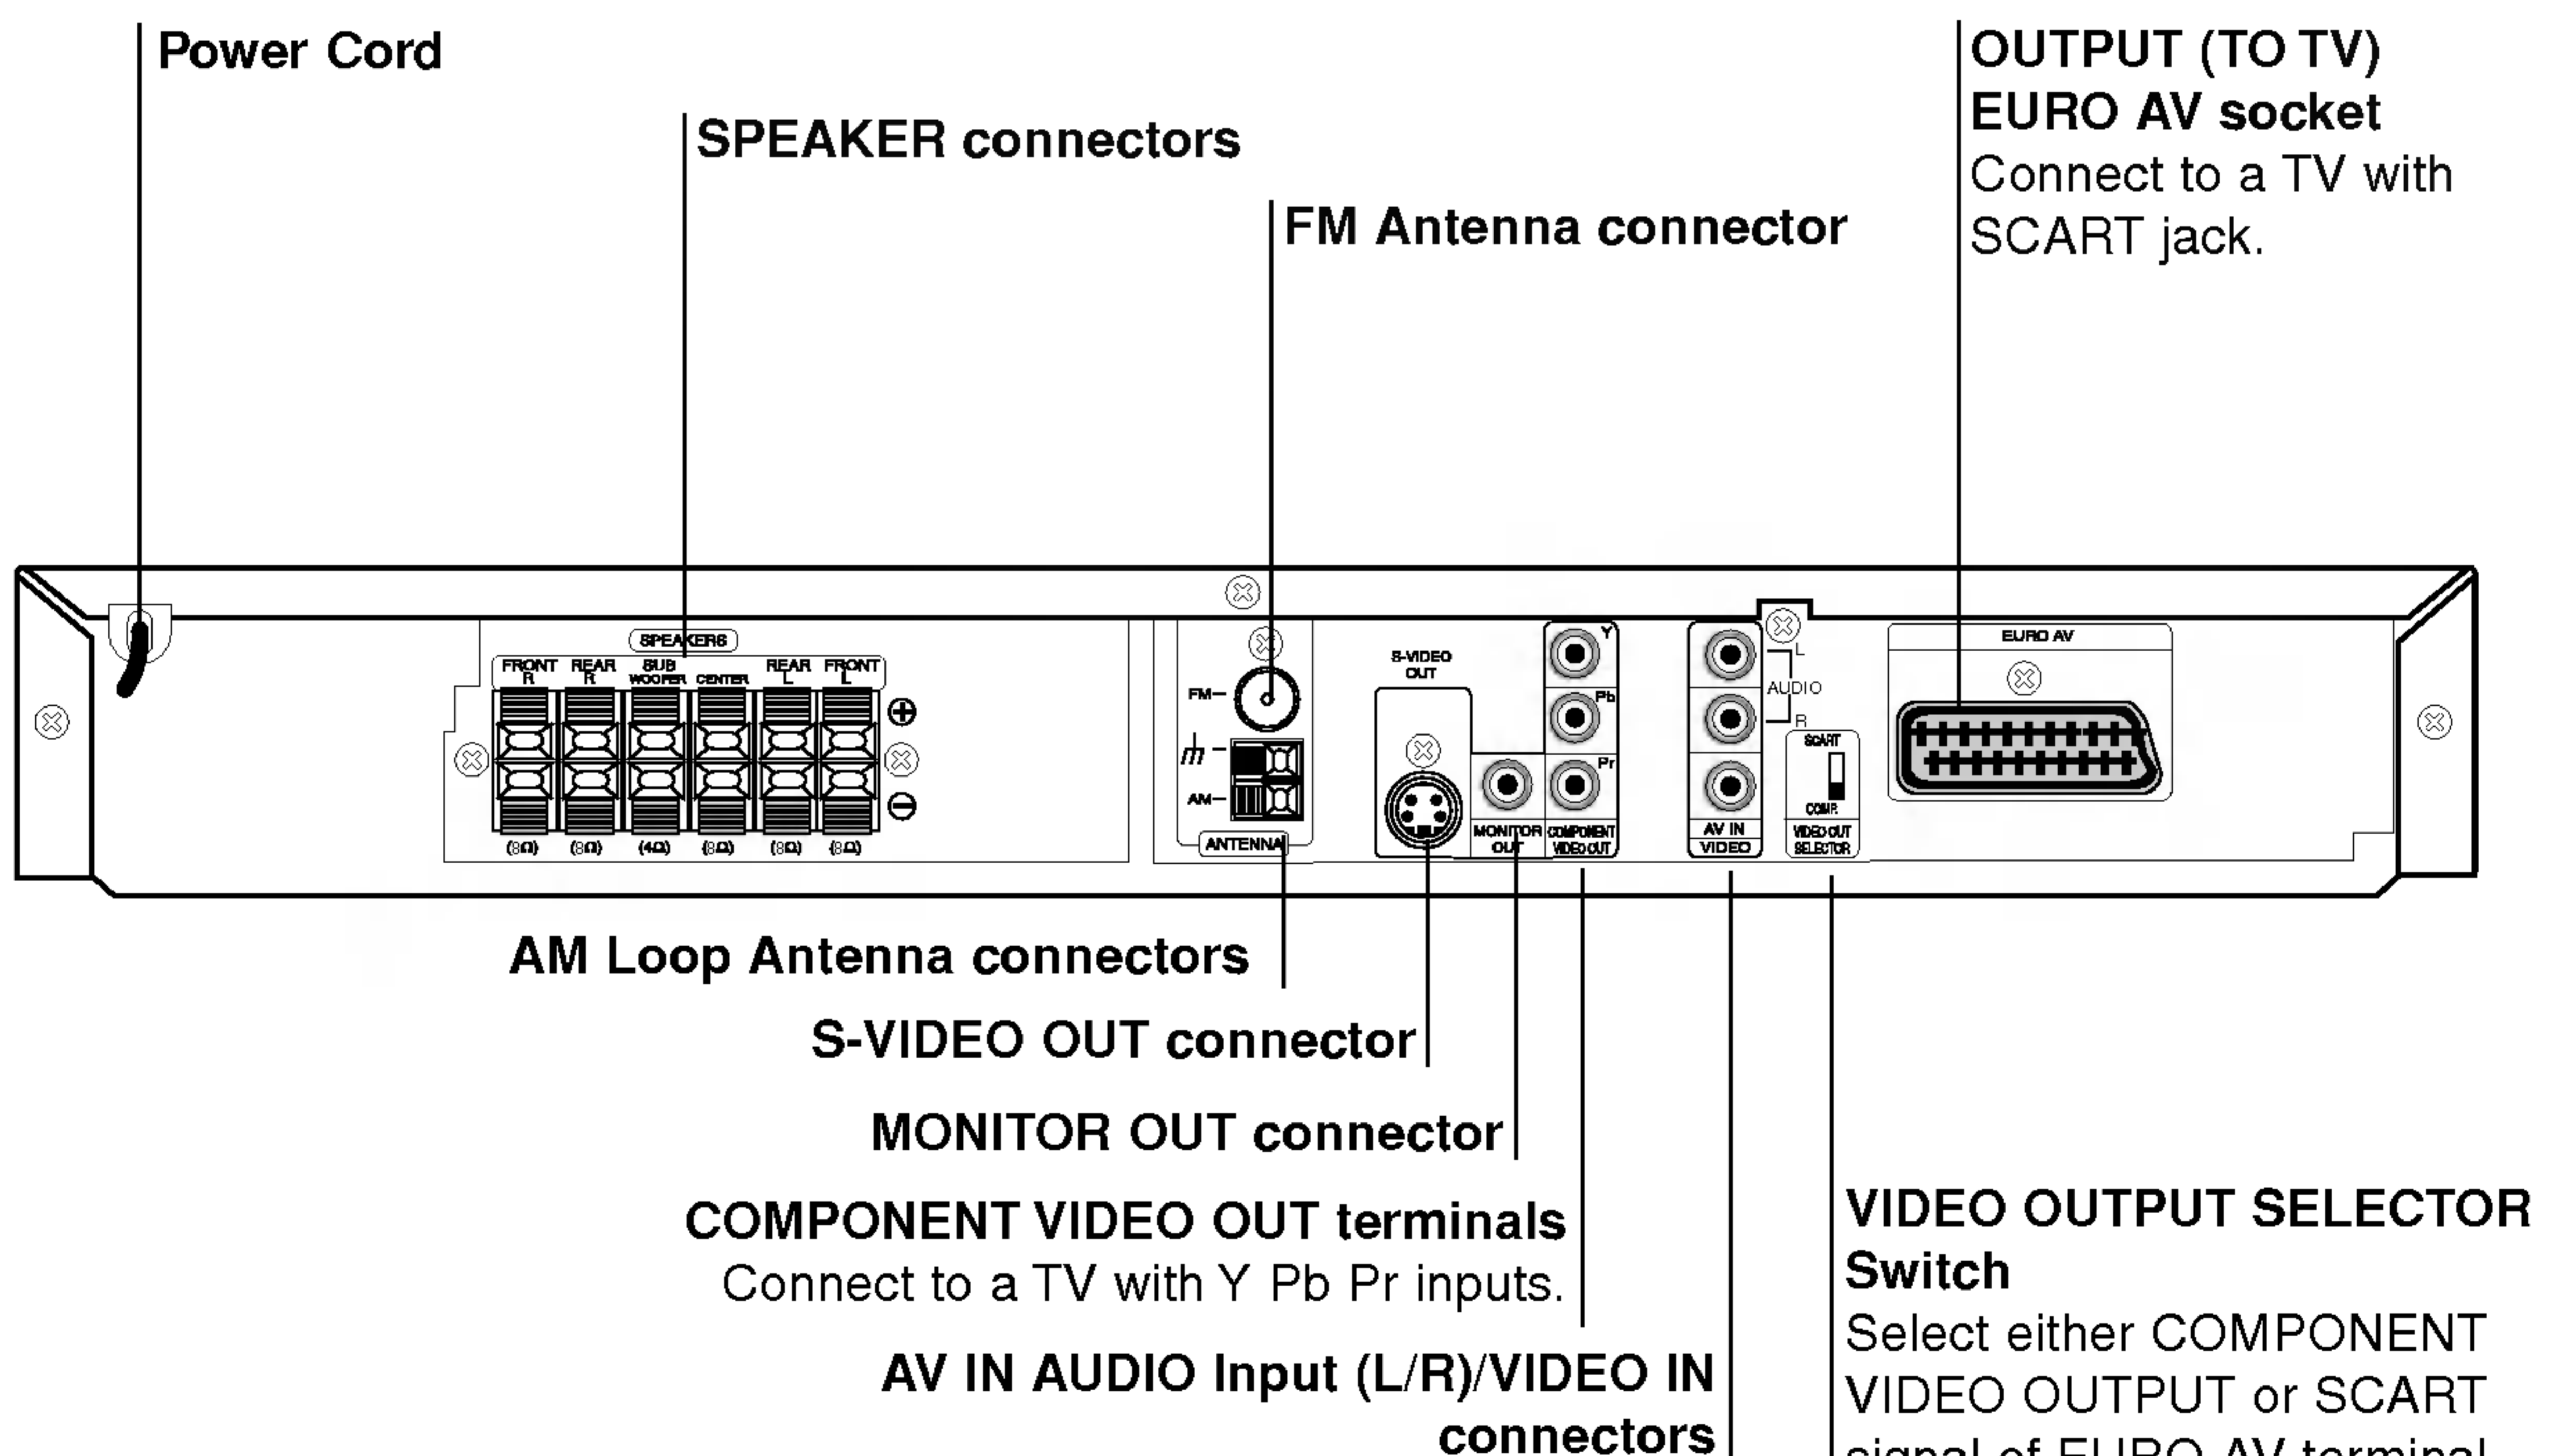 Power Cord
SPEAKER connectors
FM Antenna connector
OUTPUT (TO TV)
EURO AV socket
Connect to a TV with
SCART jack.
SPEAKERS
FRONT R
REAR R
SUB WOOFER
CENTER
REAR L
FRONT L
(8Ω) (8Ω) (4Ω) (8Ω) (8Ω) (8Ω)
FM
AM
ANTENNA
S-VIDEO
OUT
MONITOR
OUT
Y
Pb
Pr
COMPONENT
VIDEO OUT
L
AUDIO
R
AV IN
VIDEO
SCART
COMP.
VIDEO OUT
SELECTOR
EURO AV
AM Loop Antenna connectors
S-VIDEO OUT connector
MONITOR OUT connector
COMPONENT VIDEO OUT terminals
Connect to a TV with Y Pb Pr inputs.
AV IN AUDIO Input (L/R)/VIDEO IN
connectors
VIDEO OUTPUT SELECTOR
Switch
Select either COMPONENT
VIDEO OUTPUT or SCART
signal of EURO AV terminal